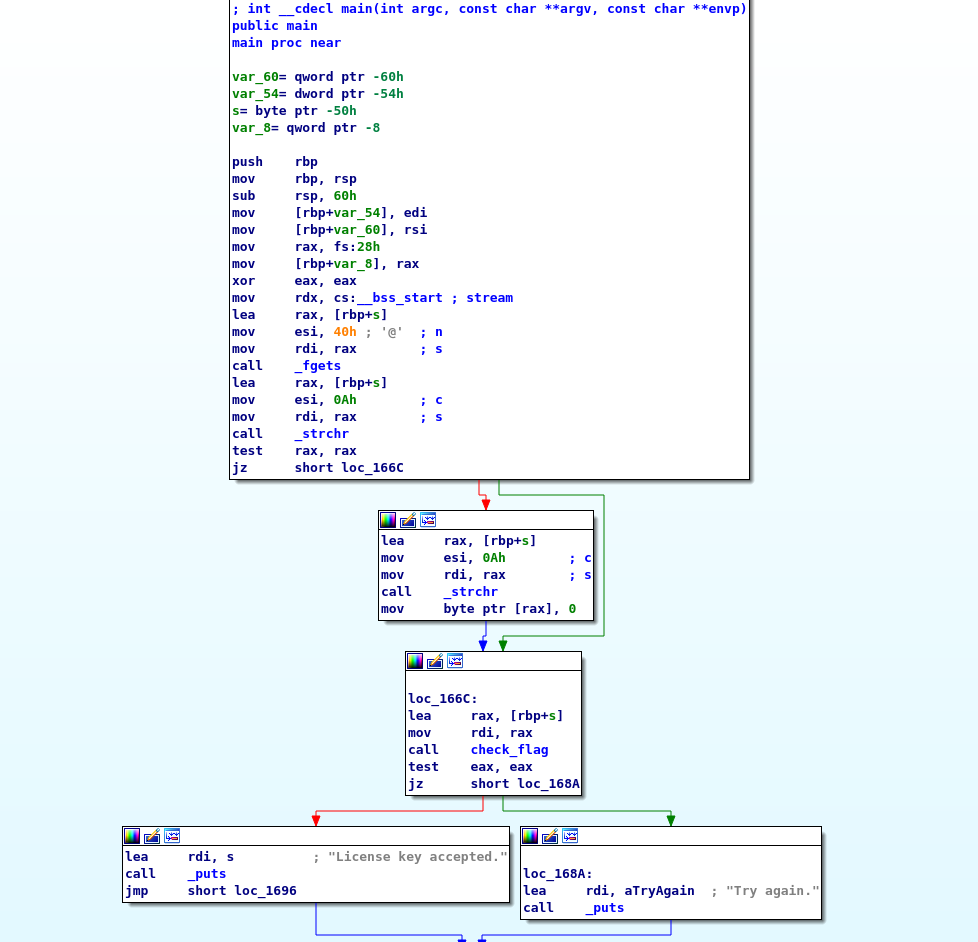 ; int __cdecl main(int argc, const char **argv, const char **envp)
public main
main proc near
var_60= qword ptr -60h
var_54= dword ptr -54h
s= byte ptr -50h
var_8= qword ptr -8
push    rbp
mov     rbp, rsp
sub     rsp, 60h
mov     [rbp+var_54], edi
mov     [rbp+var_60], rsi
mov     rax, fs:28h
mov     [rbp+var_8], rax
xor     eax, eax
mov     rdx, cs:__bss_start ; stream
lea     rax, [rbp+s]
mov     esi, 40h ; '@'  ; n
mov     rdi, rax        ; s
call    _fgets
lea     rax, [rbp+s]
mov     esi, 0Ah        ; c
mov     rdi, rax        ; s
call    _strchr
test    rax, rax
jz      short loc_166C
lea     rax, [rbp+s]
mov     esi, 0Ah        ; c
mov     rdi, rax        ; s
call    _strchr
mov     byte ptr [rax], 0
loc_166C:
lea     rax, [rbp+s]
mov     rdi, rax
call    check_flag
test    eax, eax
jz      short loc_168A
lea     rdi, s          ; "License key accepted."
call    _puts
jmp     short loc_1696
loc_168A:
lea     rdi, aTryAgain  ; "Try again."
call    _puts